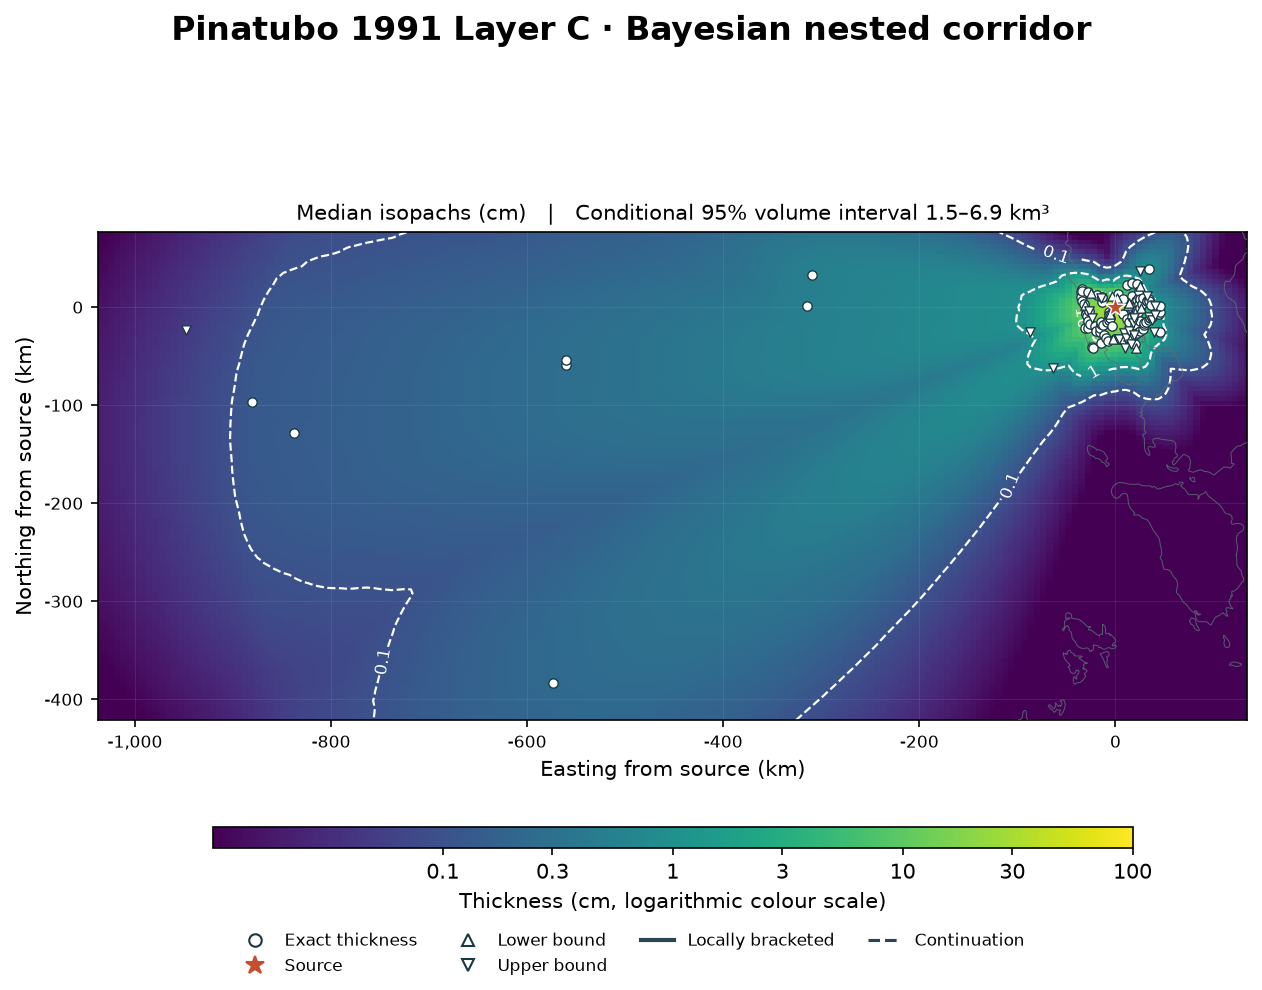 Pinatubo 1991 Layer C · Bayesian nested corridor
Median isopachs (cm) | Conditional 95% volume interval 1.5–6.9 km³
0.1
0
1
-100
0.1
-200
-300
0.1
-400
Northing from source (km)
-1,000 -800 -600 -400 -200 0
Easting from source (km)
0.1 0.3 1 3 10 30 100
Thickness (cm, logarithmic colour scale)
Exact thickness Lower bound Locally bracketed Continuation
Source Upper bound